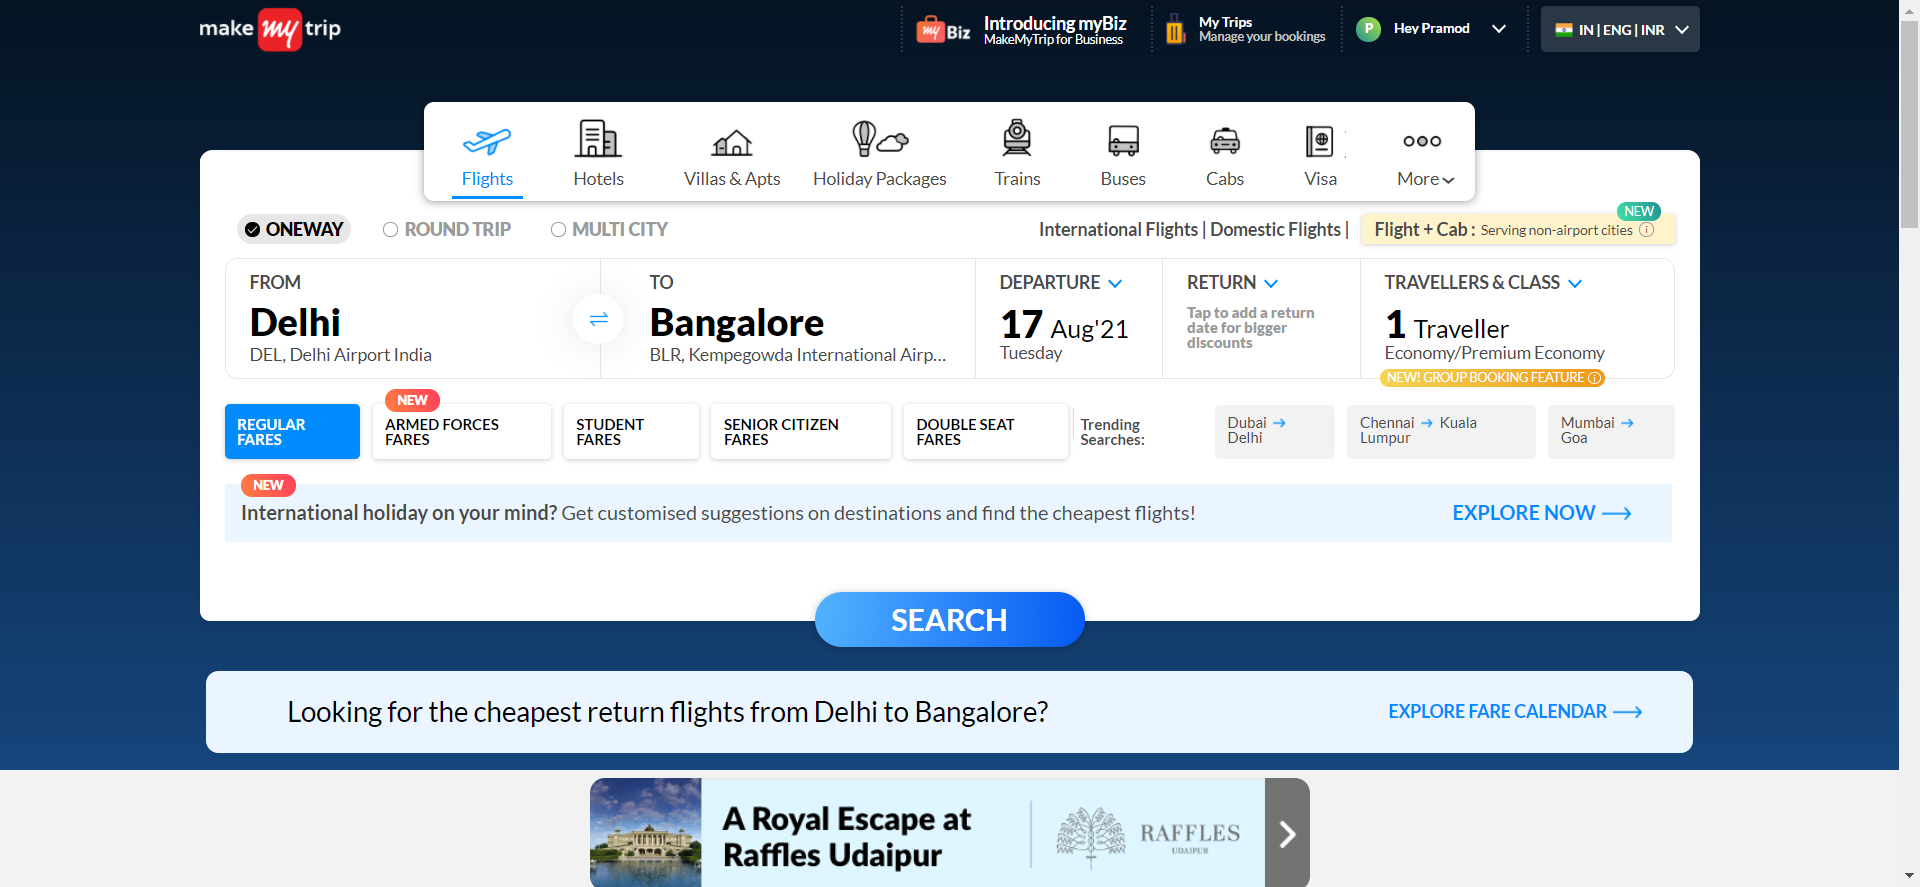 make my trip
my Biz
Introducing myBiz
MakeMyTrip for Business
My Trips
Manage your bookings
P
Hey Pramod
IN | ENG | INR
Flights
Hotels
Villas & Apts
Holiday Packages
Trains
Buses
Cabs
Visa
More
ONEWAY
ROUND TRIP
MULTI CITY
International Flights | Domestic Flights |
NEW
Flight + Cab : Serving non-airport cities
FROM
Delhi
DEL, Delhi Airport India
TO
Bangalore
BLR, Kempegowda International Airp...
DEPARTURE
17 Aug'21
Tuesday
RETURN
Tap to add a return
date for bigger
discounts
TRAVELLERS & CLASS
1 Traveller
Economy/Premium Economy
NEW! GROUP BOOKING FEATURE
REGULAR
FARES
NEW
ARMED FORCES
FARES
STUDENT
FARES
SENIOR CITIZEN
FARES
DOUBLE SEAT
FARES
Trending
Searches:
Dubai → 
Delhi
Chennai → Kuala
Lumpur
Mumbai →
Goa
NEW
International holiday on your mind? Get customised suggestions on destinations and find the cheapest flights!
EXPLORE NOW
SEARCH
Looking for the cheapest return flights from Delhi to Bangalore?
EXPLORE FARE CALENDAR
A Royal Escape at
Raffles Udaipur
RAFFLES
UDAIPUR